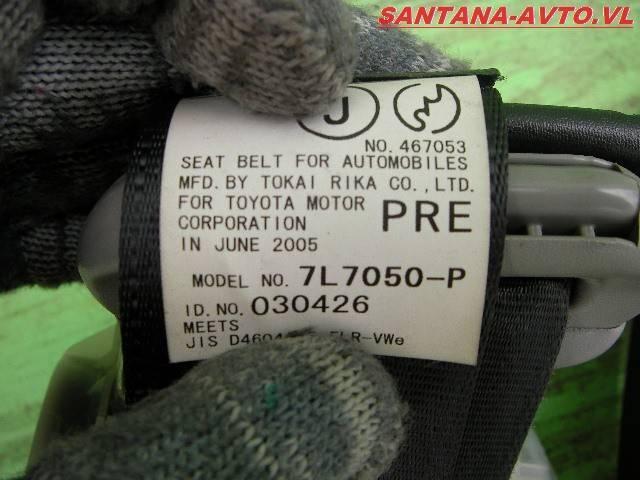 SANTANA-AVTO.VL
J
NO. 467053
SEAT BELT FOR AUTOMOBILES
MFD. BY TOKAI RIKA CO., LTD.
FOR TOYOTA MOTOR
CORPORATION PRE
IN JUNE 2005
MODEL NO. 7L7050-P
ID. NO. 030426
MEETS
JIS